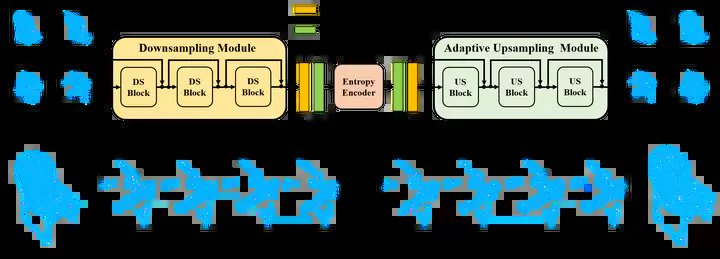 Downsampling Module
DS Block
DS Block
DS Block
Entropy Encoder
Adaptive Upsampling Module
US Block
US Block
US Block